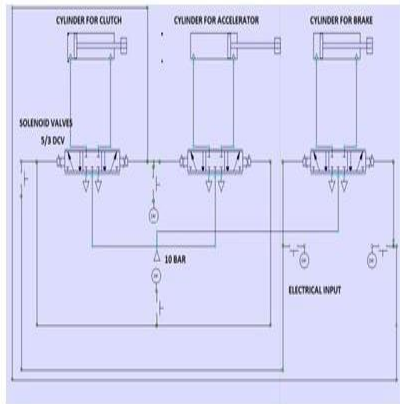 CYLINDER FOR CLUTCH
CYLINDER FOR ACCELERATOR
CYLINDER FOR BRAKE
SOLENOID VALVES
5/3 DCV
10 BAR
ELECTRICAL INPUT